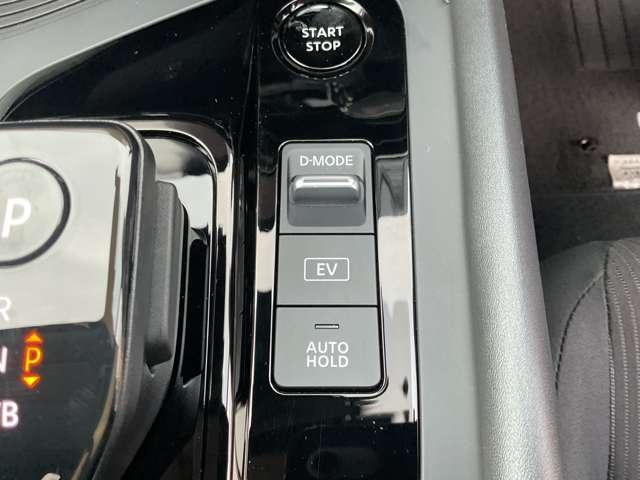 START
STOP
D-MODE
P
EV
R
N P
B
AUTO
HOLD